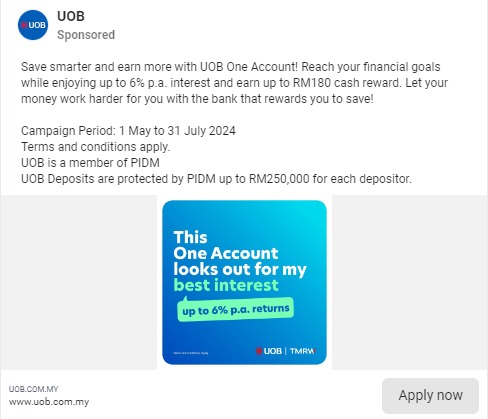 UOB
UOB
Sponsored
Save smarter and earn more with UOB One Account! Reach your financial goals
while enjoying up to 6% p.a. interest and earn up to RM180 cash reward. Let your
money work harder for you with the bank that rewards you to save!
Campaign Period: 1 May to 31 July 2024
Terms and conditions apply.
UOB is a member of PIDM
UOB Deposits are protected by PIDM up to RM250,000 for each depositor.
This
One Account
looks out for my
best interest
up to 6% p.a. returns
UOB | TMRW
UOB.COM.MY
www.uob.com.my
Apply now